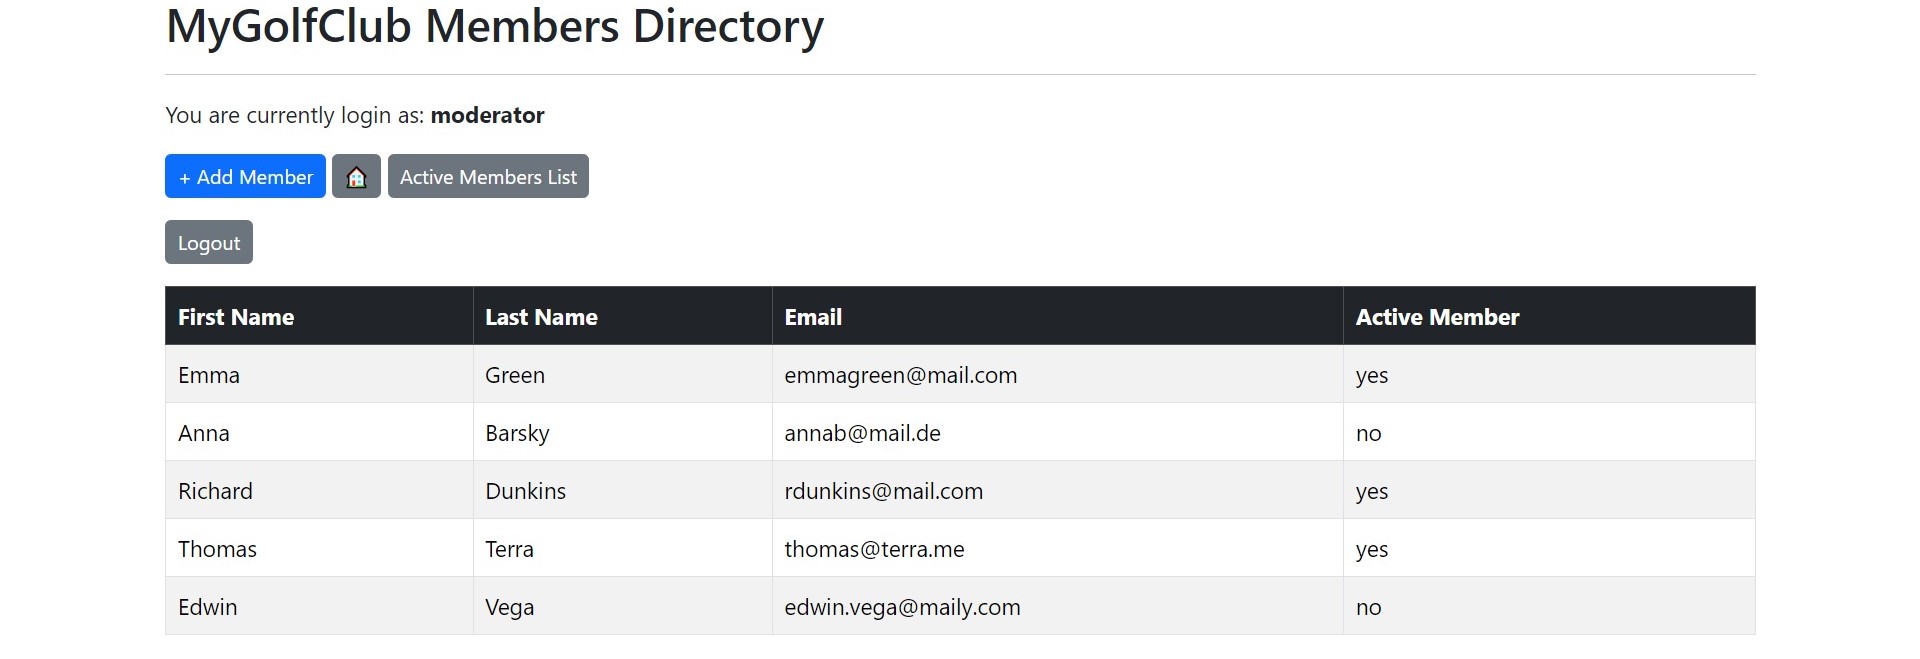 MyGolfClub Members Directory
You are currently login as: moderator
+ Add Member Active Members List
Logout
First Name Last Name Email Active Member
Emma Green emmagreen@mail.com yes
Anna Barsky annab@mail.de no
Richard Dunkins rdunkins@mail.com yes
Thomas Terra thomas@terra.me yes
Edwin Vega edwin.vega@maily.com no